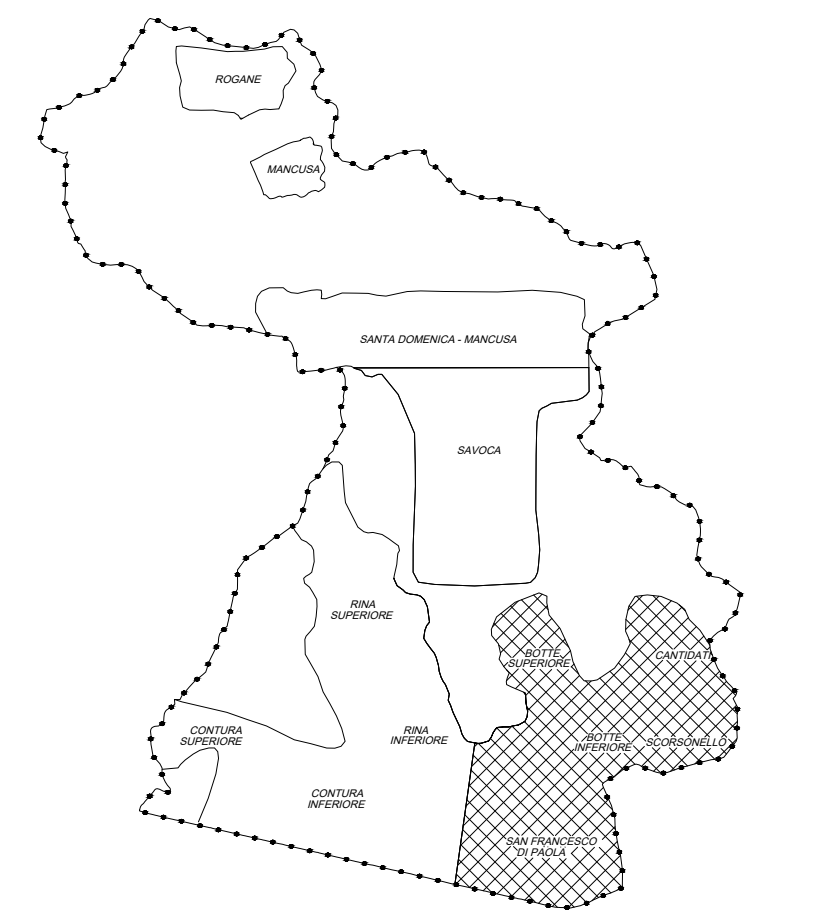 ROGANE
MANCUSA
SANTA DOMENICA - MANCUSA
SAVOCA
RINA
SUPERIORE
BOTTE
SUPERIORE
CANTIDATI
CONTURA
SUPERIORE
RINA
INFERIORE
BOTTE
INFERIORE
SCORSONELLO
CONTURA
INFERIORE
SAN FRANCESCO
DI PAOLA